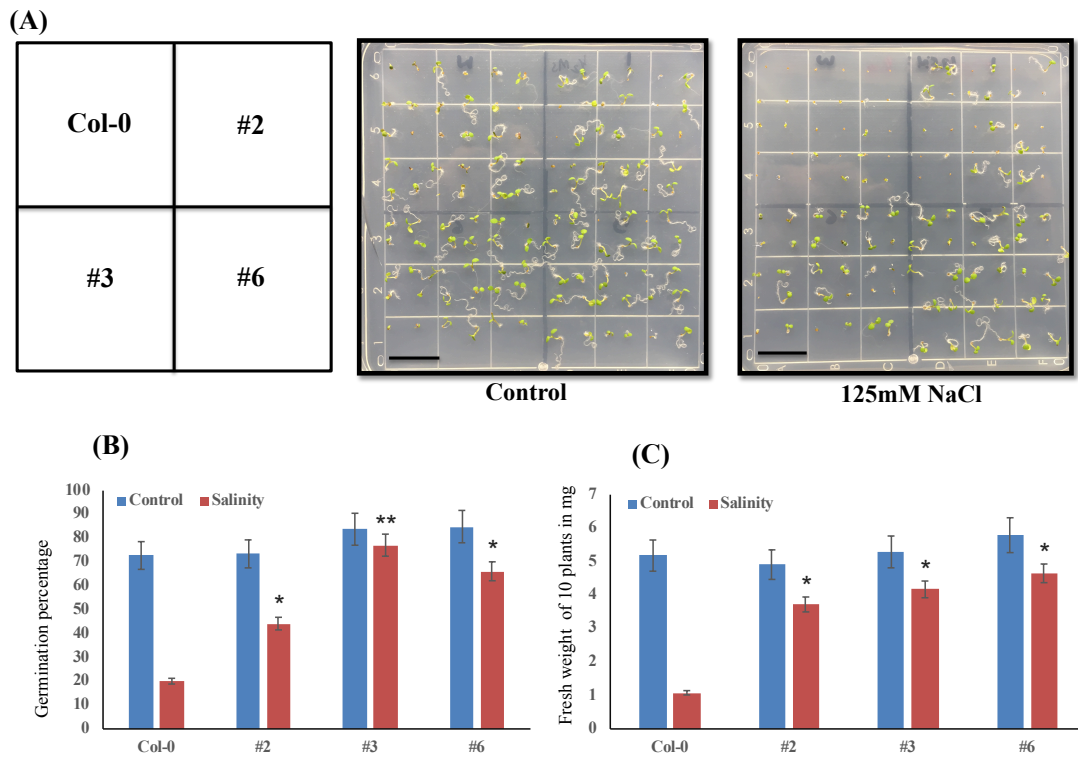 (A)
Col-0 #2
#3 #6
Control 125mM NaCl
(B)
Control Salinity
Germination percentage
100
90
80
70
60
50
40
30
20
10
0
* ** *
Col-0 #2 #3 #6
(C)
Control Salinity
Fresh weight of 10 plants in mg
7
6
5
4
3
2
1
0
* * *
Col-0 #2 #3 #6